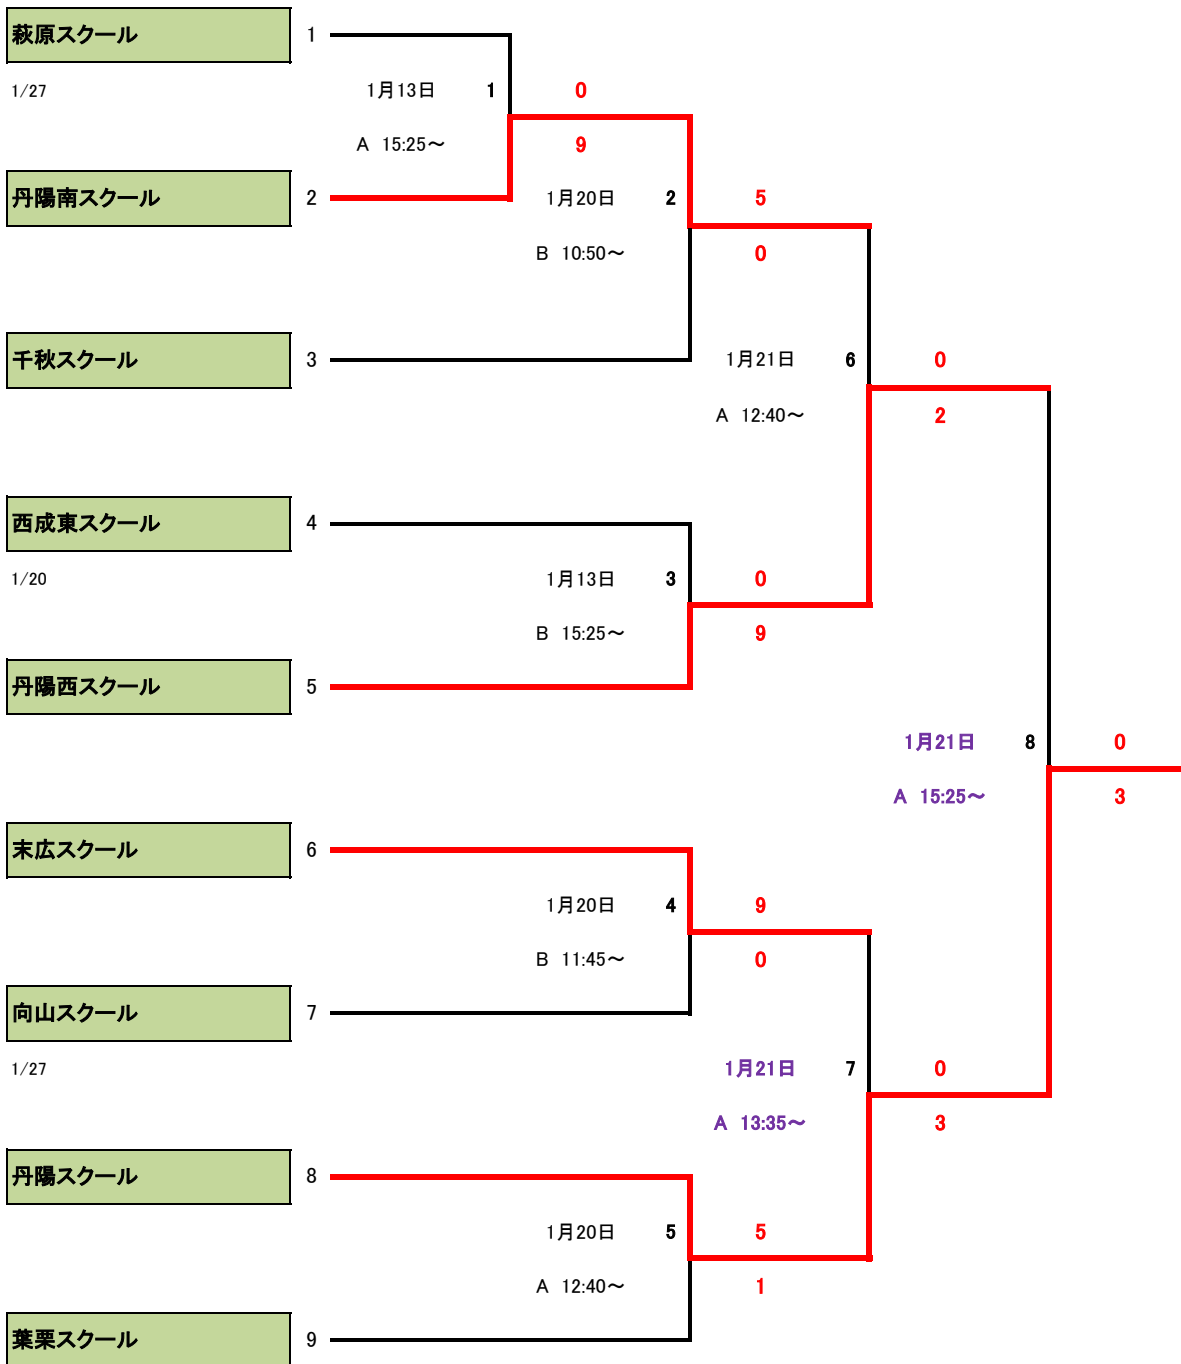 萩原スクール 1
1/27 1月13日 1 0
A 15:25～ 9
丹陽南スクール 2 1月20日 2 5
B 10:50～ 0
千秋スクール 3 1月21日 6 0
A 12:40～ 2
西成東スクール 4
1/20 1月13日 3 0
B 15:25～ 9
丹陽西スクール 5
1月21日 8 0
A 15:25～ 3
末広スクール 6
1月20日 4 9
B 11:45～ 0
向山スクール 7
1/27 1月21日 7 0
A 13:35～ 3
丹陽スクール 8
1月20日 5 5
A 12:40～ 1
葉栗スクール 9